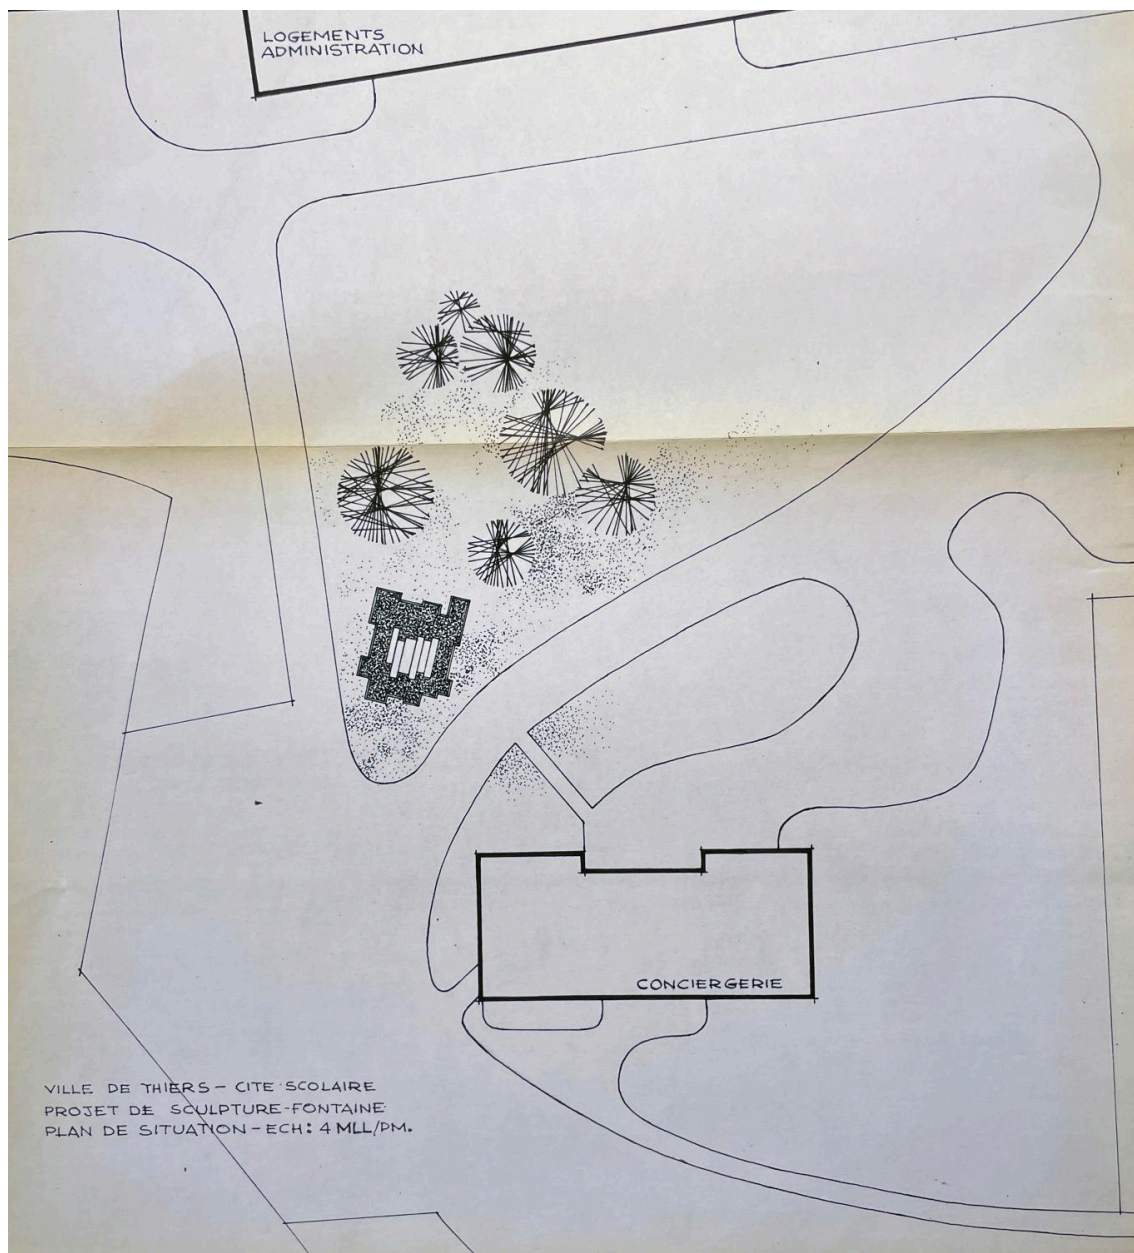 LOGEMENTS
ADMINISTRATION
CONCIERGERIE
VILLE DE THIERS – CITE SCOLAIRE
PROJET DE SCULPTURE-FONTAINE
PLAN DE SITUATION – ECH: 4 MLL/PM.